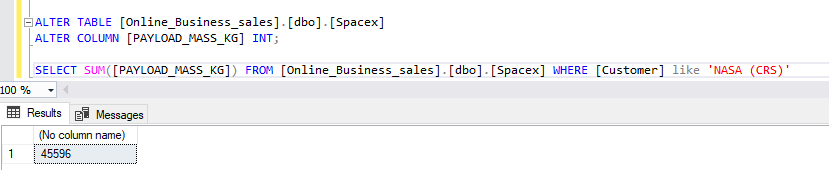 ALTER TABLE [Online_Business_sales].[dbo].[Spacex]
ALTER COLUMN [PAYLOAD_MASS_KG] INT;
SELECT SUM([PAYLOAD_MASS_KG]) FROM [Online_Business_sales].[dbo].[Spacex] WHERE [Customer] like 'NASA (CRS)'
100 %
Results Messages
(No column name)
1 45596